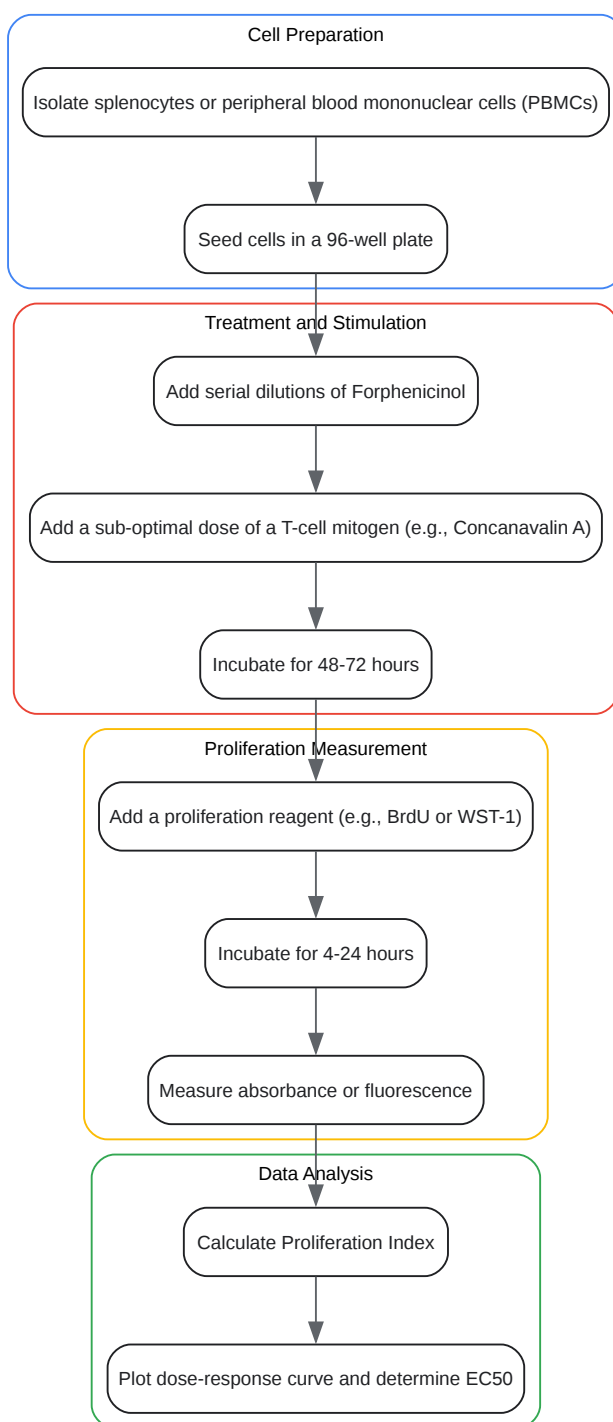 Cell Preparation
Isolate splenocytes or peripheral blood mononuclear cells (PBMCs)
Seed cells in a 96-well plate
Treatment and Stimulation
Add serial dilutions of Forphenicinol
Add a sub-optimal dose of a T-cell mitogen (e.g., Concanavalin A)
Incubate for 48-72 hours
Proliferation Measurement
Add a proliferation reagent (e.g., BrdU or WST-1)
Incubate for 4-24 hours
Measure absorbance or fluorescence
Data Analysis
Calculate Proliferation Index
Plot dose-response curve and determine EC50